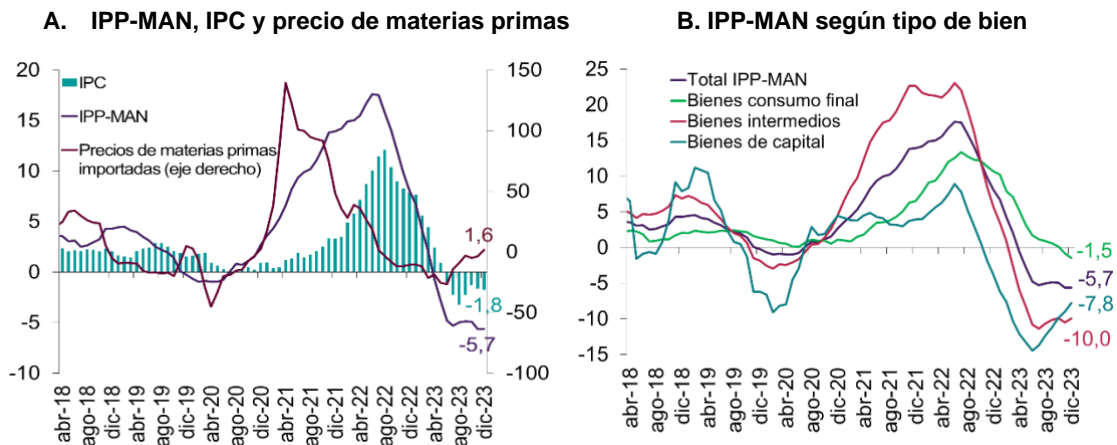 A. IPP-MAN, IPC y precio de materias primas
20
15
10
5
0
-5
-10
150
100
50
0
-50
-100
IPC
IPP-MAN
Precios de materias primas
importadas (eje derecho)
1,6
-1,8
-5,7
abr-18
ago-18
dic-18
abr-19
ago-19
dic-19
abr-20
ago-20
dic-20
abr-21
ago-21
dic-21
abr-22
ago-22
dic-22
abr-23
ago-23
dic-23
B. IPP-MAN según tipo de bien
25
20
15
10
5
0
-5
-10
-15
Total IPP-MAN
Bienes consumo final
Bienes intermedios
Bienes de capital
-1,5
-5,7
-7,8
-10,0
abr-18
ago-18
dic-18
abr-19
ago-19
dic-19
abr-20
ago-20
dic-20
abr-21
ago-21
dic-21
abr-22
ago-22
dic-22
abr-23
ago-23
dic-23